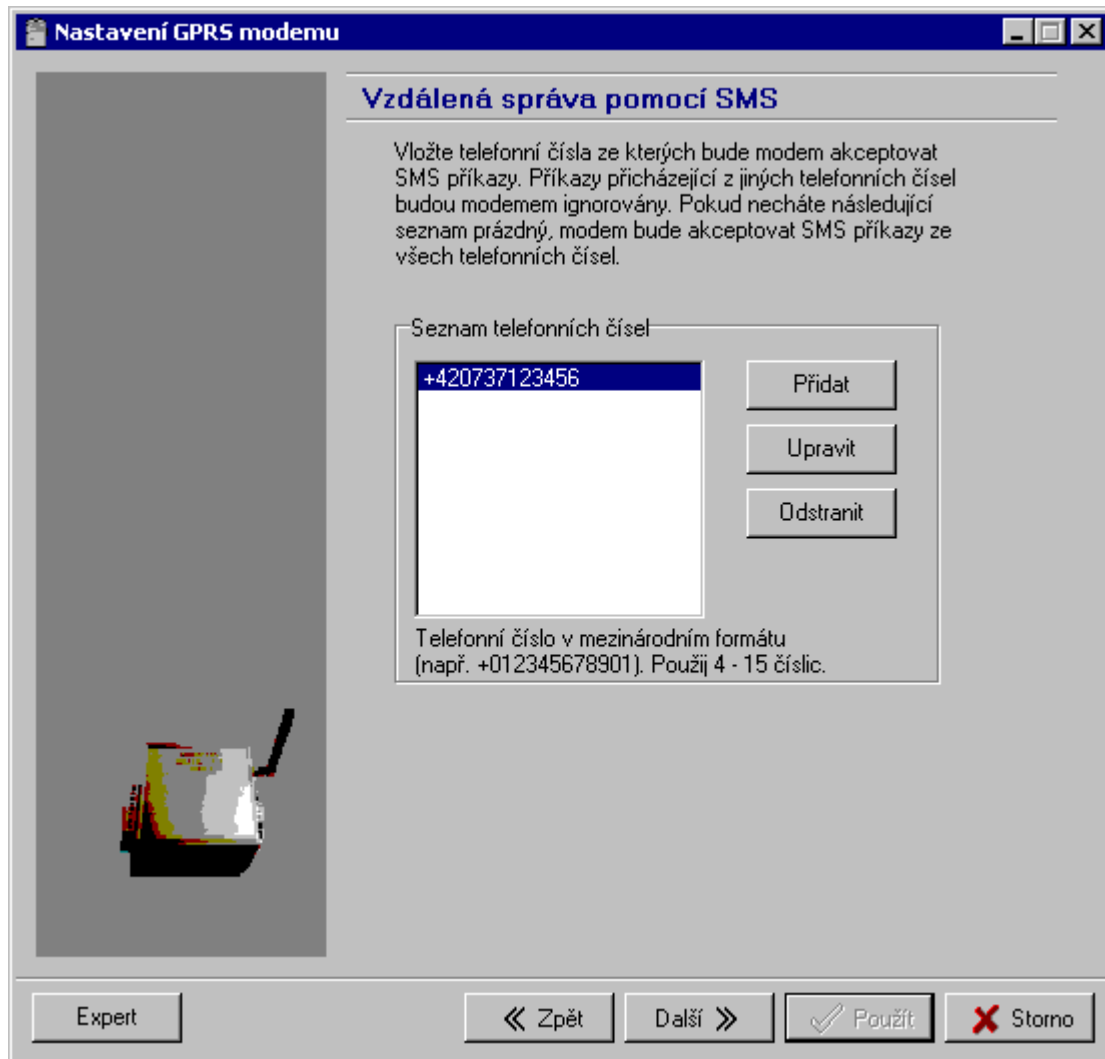 Nastavení GPRS modemu
Vzdálená správa pomocí SMS
Vložte telefonní čísla ze kterých bude modem akceptovat
SMS příkazy. Příkazy přicházející z jiných telefonních čísel
budou modemem ignorovány. Pokud necháte následující
seznam prázdný, modem bude akceptovat SMS příkazy ze
všech telefonních čísel.
Seznam telefonních čísel
+420737123456
Přidat
Upravit
Odstranit
Telefonní číslo v mezinárodním formátu
(např. +012345678901). Použij 4 - 15 číslic.
Expert
Zpět
Další
Použít
Storno